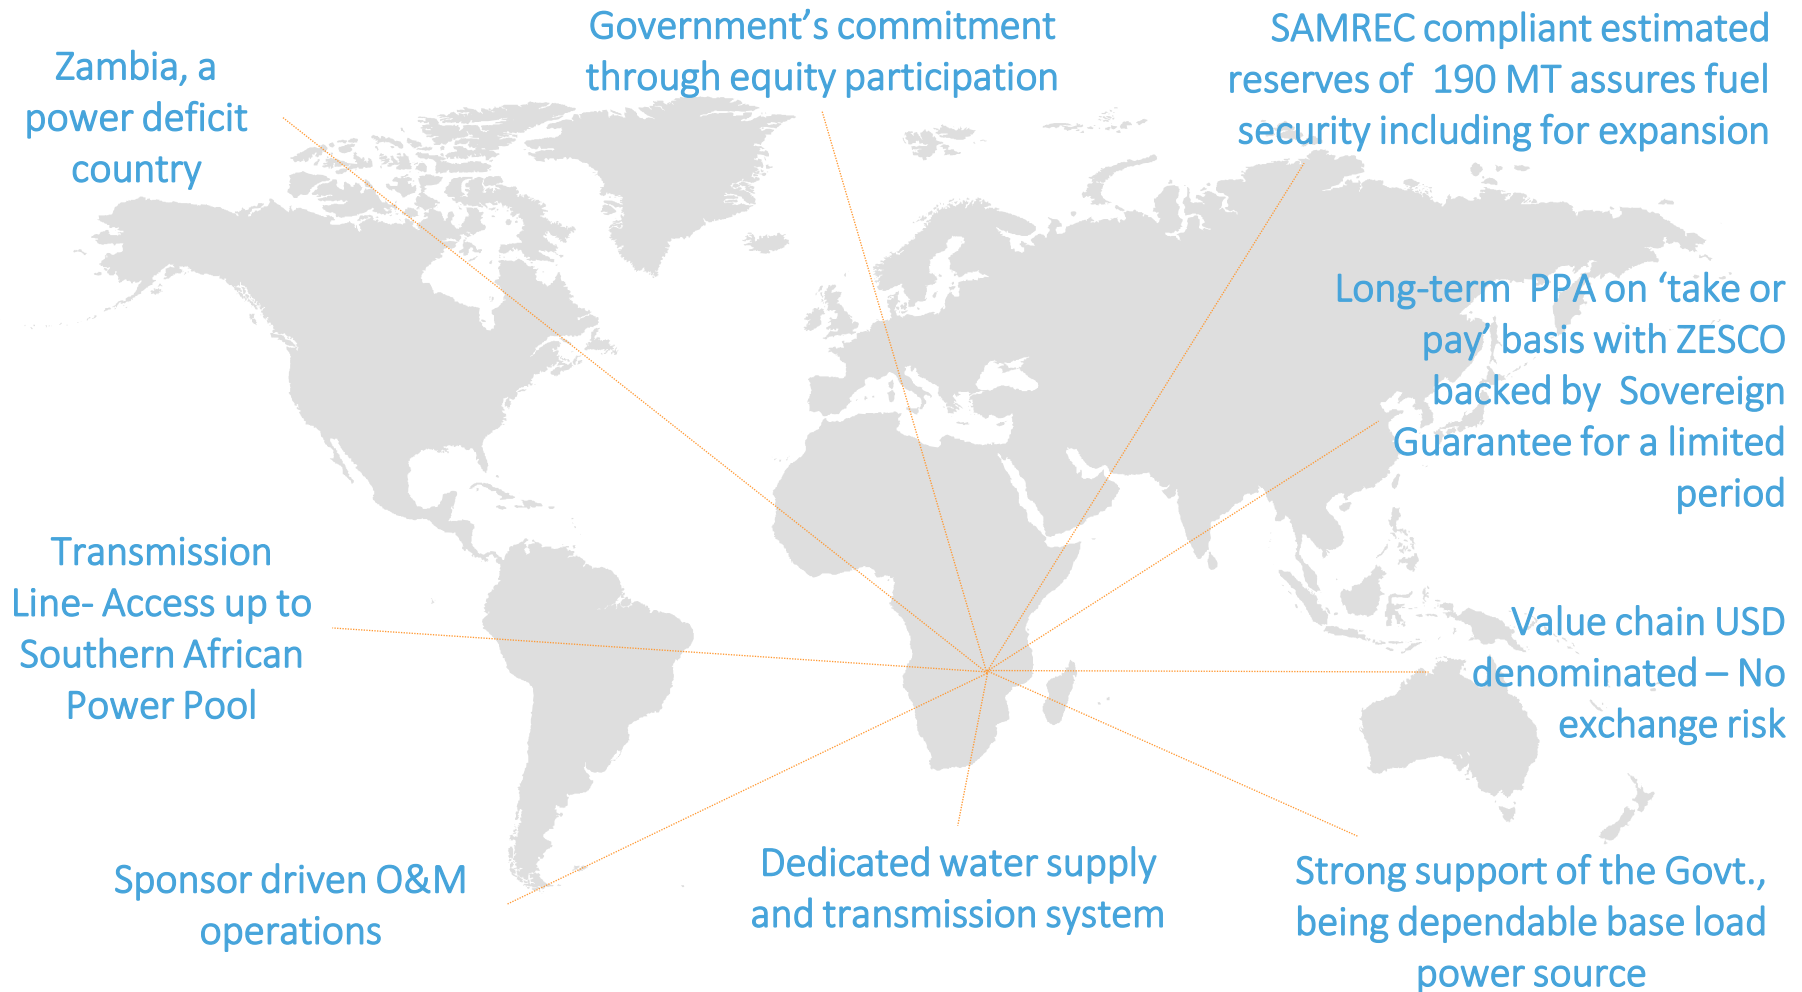 Zambia, a
power deficit
country
Government’s commitment
through equity participation
SAMREC compliant estimated
reserves of 190 MT assures fuel
security including for expansion
Long-term PPA on ‘take or
pay’ basis with ZESCO
backed by Sovereign
Guarantee for a limited
period
Transmission
Line- Access up to
Southern African
Power Pool
Value chain USD
denominated – No
exchange risk
Sponsor driven O&M
operations
Dedicated water supply
and transmission system
Strong support of the Govt.,
being dependable base load
power source